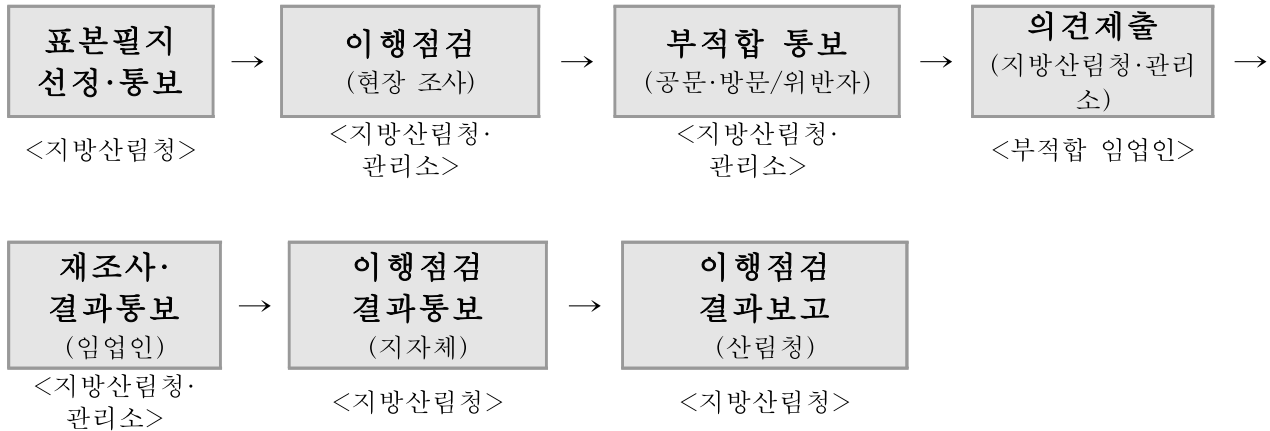 표본필지
선정·통보
→
이행점검
(현장 조사)
→
부적합 통보
(공문·방문/위반자)
→
의견제출
(지방산림청·관리
소)
→
<지방산림청>
<지방산림청·
관리소>
<지방산림청·
관리소>
<부적합 임업인>
재조사·
결과통보
(임업인)
→
이행점검
결과통보
(지자체)
→
이행점검
결과보고
(산림청)
<지방산림청·
관리소>
<지방산림청>
<지방산림청>